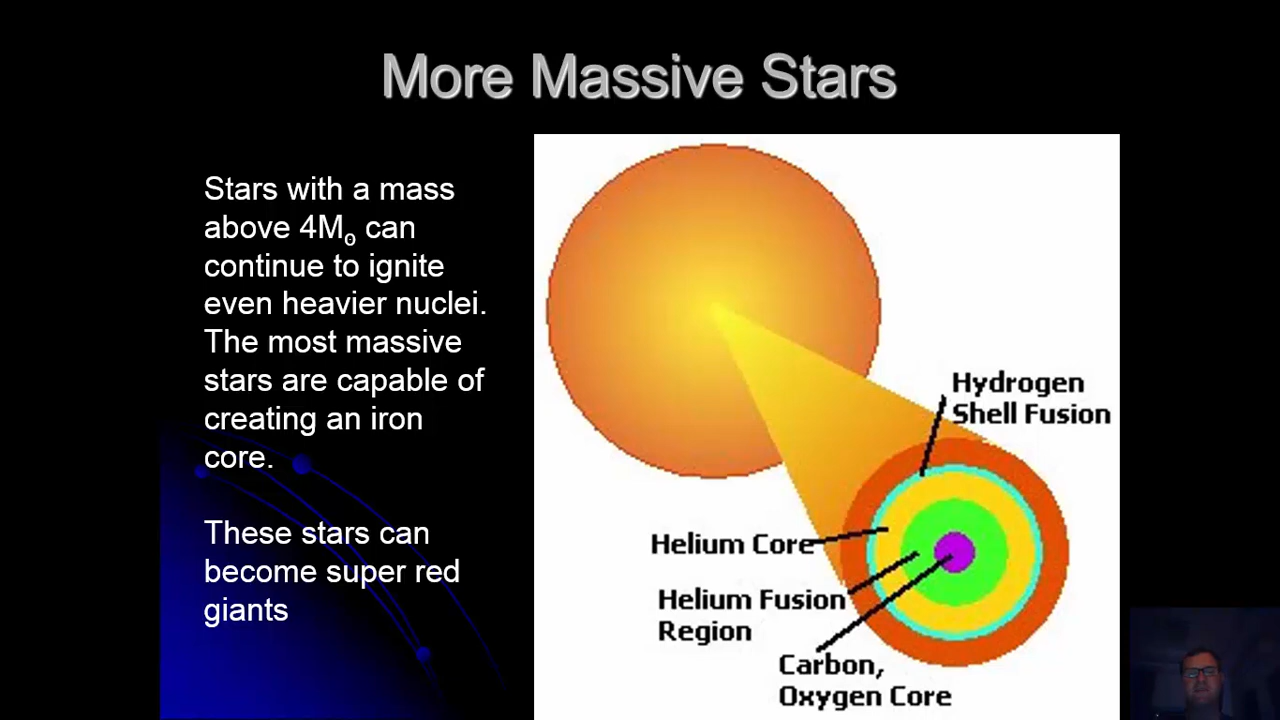 More Massive Stars
Stars with a mass
above 4Mₒ can
continue to ignite
even heavier nuclei.
The most massive
stars are capable of
creating an iron
core.
These stars can
become super red
giants
Hydrogen
Shell Fusion
Helium Core
Helium Fusion
Region
Carbon,
Oxygen Core